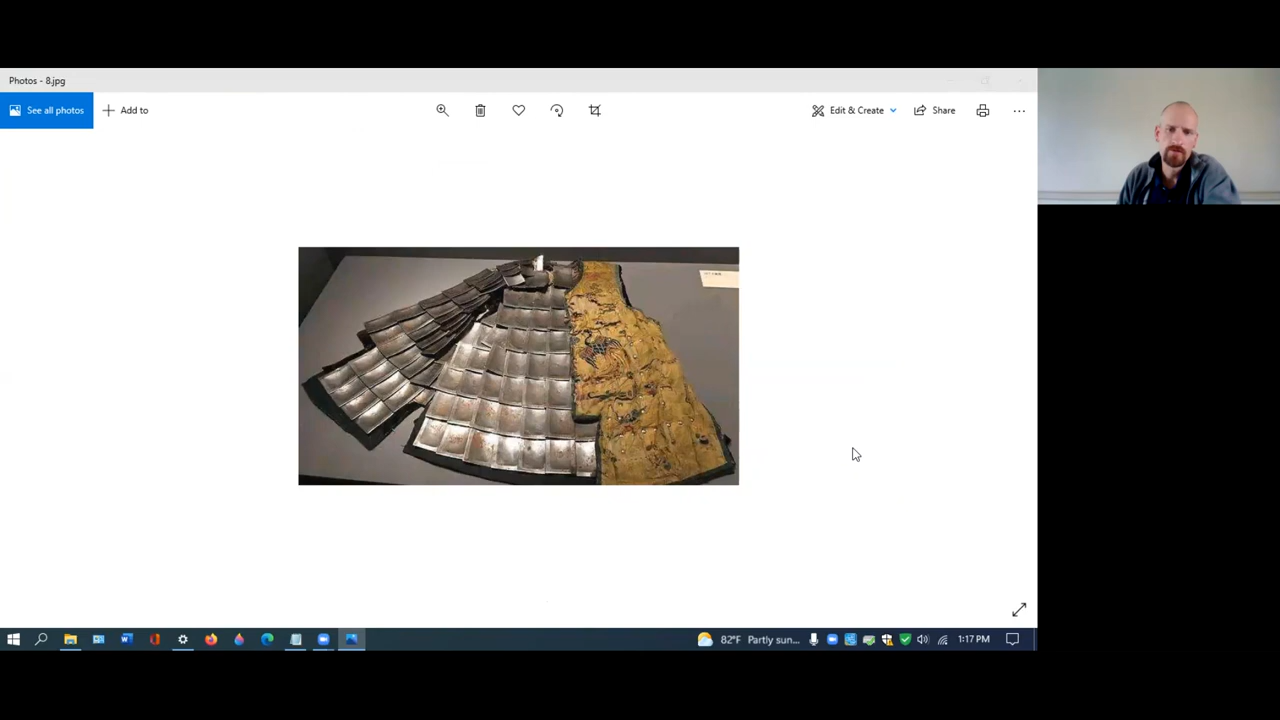 Photos - 8.jpg
See all photos
Add to
Edit & Create
Share
82°F Partly sun...
1:17 PM